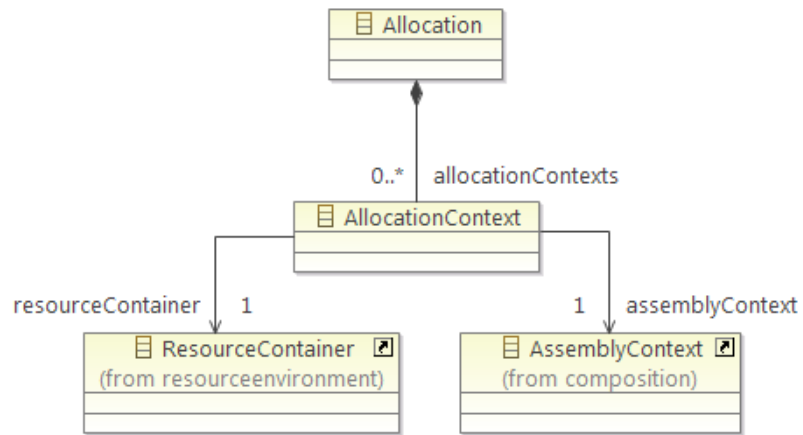 Allocation
0..* allocationContexts
AllocationContext
resourceContainer 1
1 assemblyContext
ResourceContainer
(from resourceenvironment)
AssemblyContext
(from composition)